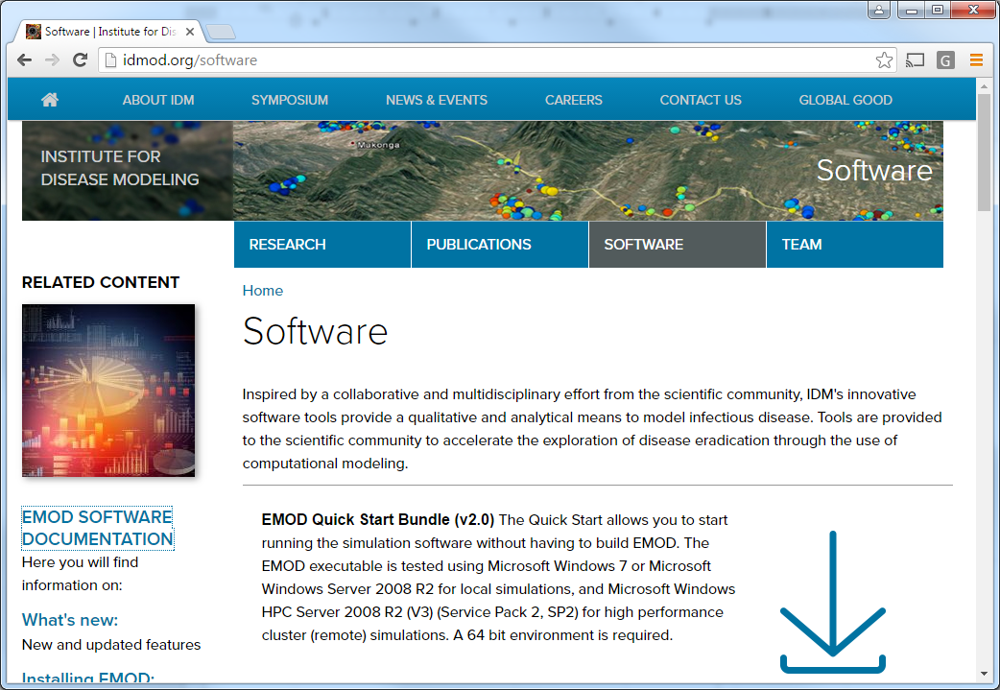 Software | Institute for Dis
idmod.org/software
G
ABOUT IDM SYMPOSIUM NEWS & EVENTS CAREERS CONTACT US GLOBAL GOOD
INSTITUTE FOR
DISEASE MODELING
Makonga
Software
RESEARCH PUBLICATIONS SOFTWARE TEAM
RELATED CONTENT
EMOD SOFTWARE
DOCUMENTATION
Here you will find
information on:
What's new:
New and updated features
Installing EMOD:
Home
Software
Inspired by a collaborative and multidisciplinary effort from the scientific community, IDM's innovative
software tools provide a qualitative and analytical means to model infectious disease. Tools are provided
to the scientific community to accelerate the exploration of disease eradication through the use of
computational modeling.
EMOD Quick Start Bundle (v2.0) The Quick Start allows you to start
running the simulation software without having to build EMOD. The
EMOD executable is tested using Microsoft Windows 7 or Microsoft
Windows Server 2008 R2 for local simulations, and Microsoft Windows
HPC Server 2008 R2 (V3) (Service Pack 2, SP2) for high performance
cluster (remote) simulations. A 64 bit environment is required.